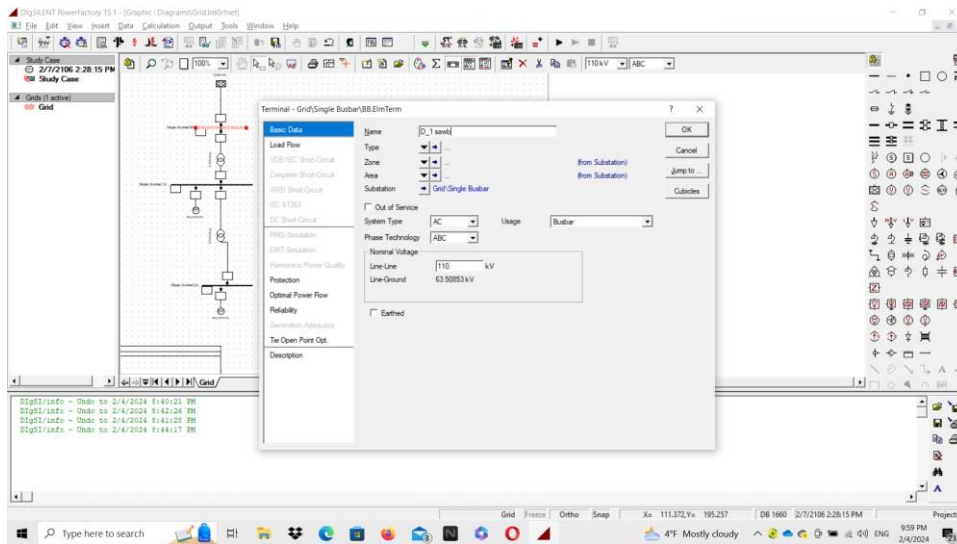 DIgSILENT PowerFactory 15.1 - [Graphic : Diagrams\Grid.IntGrfnet]
File Edit View Insert Data Calculation Output Tools Window Help
100% 110kV ABC
Study Case
2/7/2106 2:28:15 PM
Study Case
Grids (1 active)
Grid
Terminal - Grid\Single Busbar\BB.ElmTerm ? ×
Basic Data
Load Flow
VDE/IEC Short-Circuit
Complete Short-Circuit
ANSI Short-Circuit
IEC 61363
DC Short-Circuit
RMS-Simulation
EMT-Simulation
Harmonics/Power Quality
Protection
Optimal Power Flow
Reliability
Generation Adequacy
Tie Open Point Opt.
Description
Name D_1 sawb
Type ...
Zone ... (from Substation)
Area ... (from Substation)
Substation Grid\Single Busbar
Out of Service
System Type AC Usage Busbar
Phase Technology ABC
Nominal Voltage
Line-Line 110. kV
Line-Ground 63.50853 kV
Earthed
OK
Cancel
Jump to ...
Cubicles
Grid
DIgSI/info - Undo to 2/4/2024 8:40:21 PM
DIgSI/info - Undo to 2/4/2024 8:42:26 PM
DIgSI/info - Undo to 2/4/2024 8:41:28 PM
DIgSI/info - Undo to 2/4/2024 8:44:17 PM
Grid Freeze Ortho Snap X= 111.372,Y= 195.257 DB 1660 2/7/2106 2:28:15 PM Project
Type here to search
4°F Mostly cloudy
ENG
9:59 PM
2/4/2024